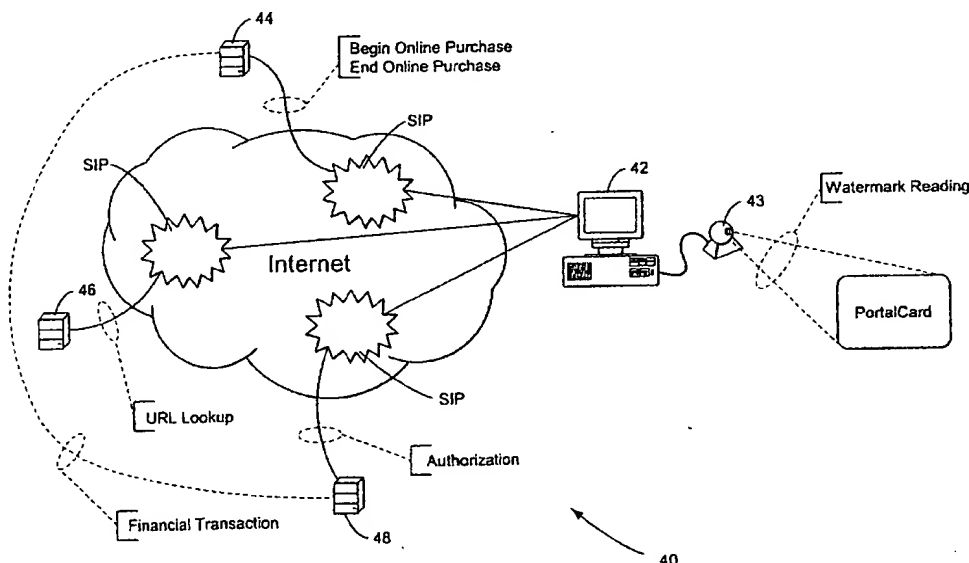 44
Begin Online Purchase
End Online Purchase
SIP
SIP
42
43
Watermark Reading
Internet
46
PortalCard
SIP
URL Lookup
Authorization
Financial Transaction
48
40